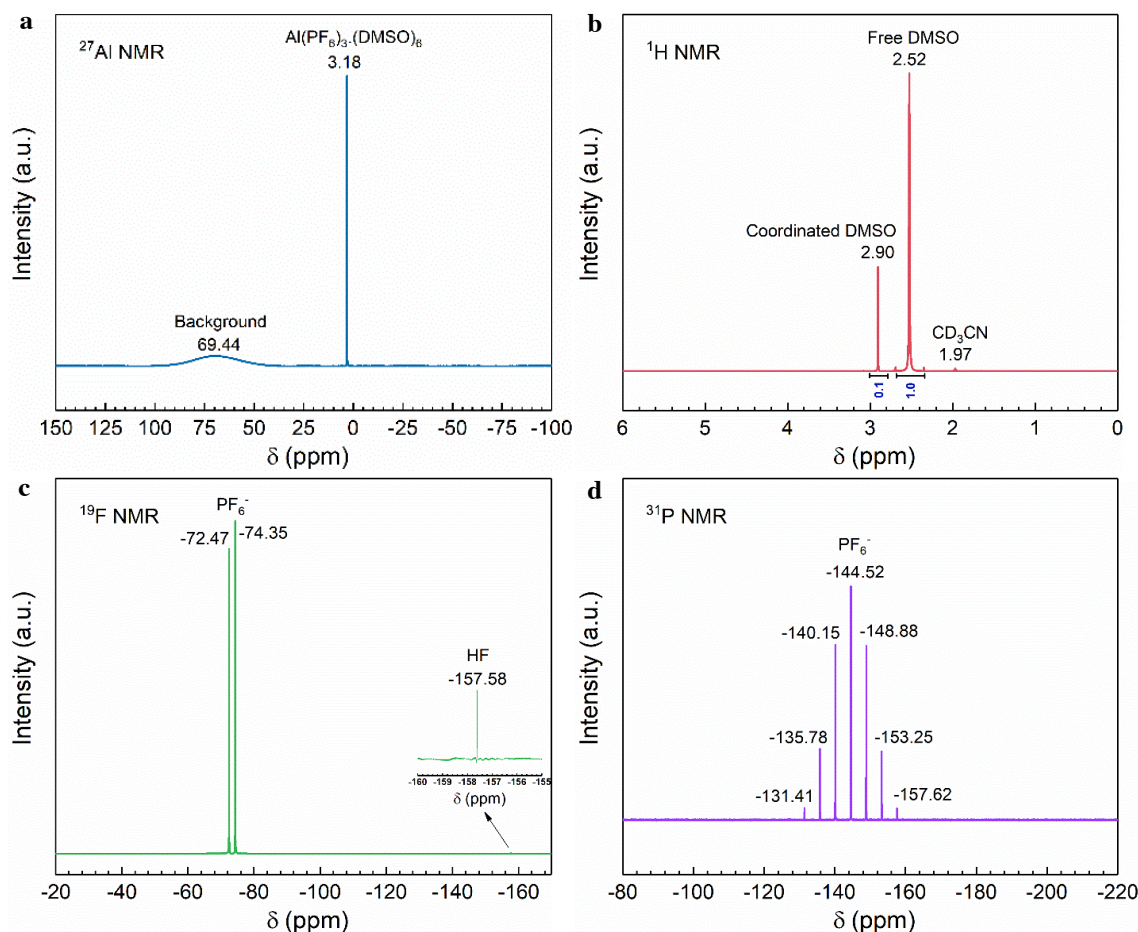 a
²⁷Al NMR
Al(PF₆)₃.(DMSO)₆
3.18
Background
69.44
Intensity (a.u.)
150 125 100 75 50 25 0 -25 -50 -75 -100
δ (ppm)
b
¹H NMR
Free DMSO
2.52
Coordinated DMSO
2.90
CD₃CN
1.97
0.1
1.0
Intensity (a.u.)
6 5 4 3 2 1 0
δ (ppm)
c
¹⁹F NMR
PF₆⁻
-72.47
-74.35
HF
-157.58
-160 -159 -158 -157 -156 -155
δ (ppm)
Intensity (a.u.)
-20 -40 -60 -80 -100 -120 -140 -160
δ (ppm)
d
³¹P NMR
PF₆⁻
-144.52
-140.15
-148.88
-135.78
-153.25
-131.41
-157.62
Intensity (a.u.)
-80 -100 -120 -140 -160 -180 -200 -220
δ (ppm)